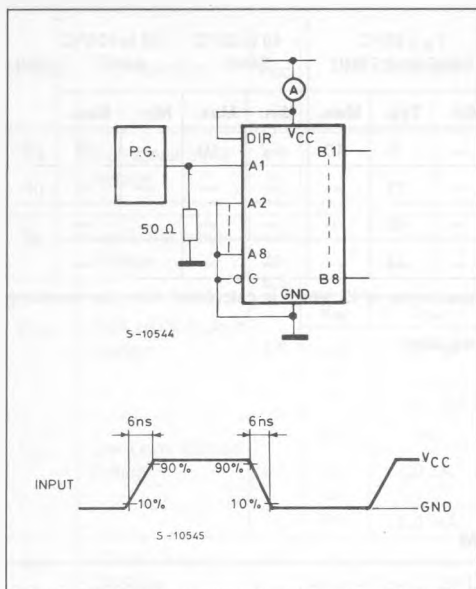 A
DIR
VCC
P.G.
A1
B1
A2
50Ω
A8
G
B8
GND
S-10544
6ns
6ns
90%
90%
VCC
INPUT
10%
10%
GND
S-10545